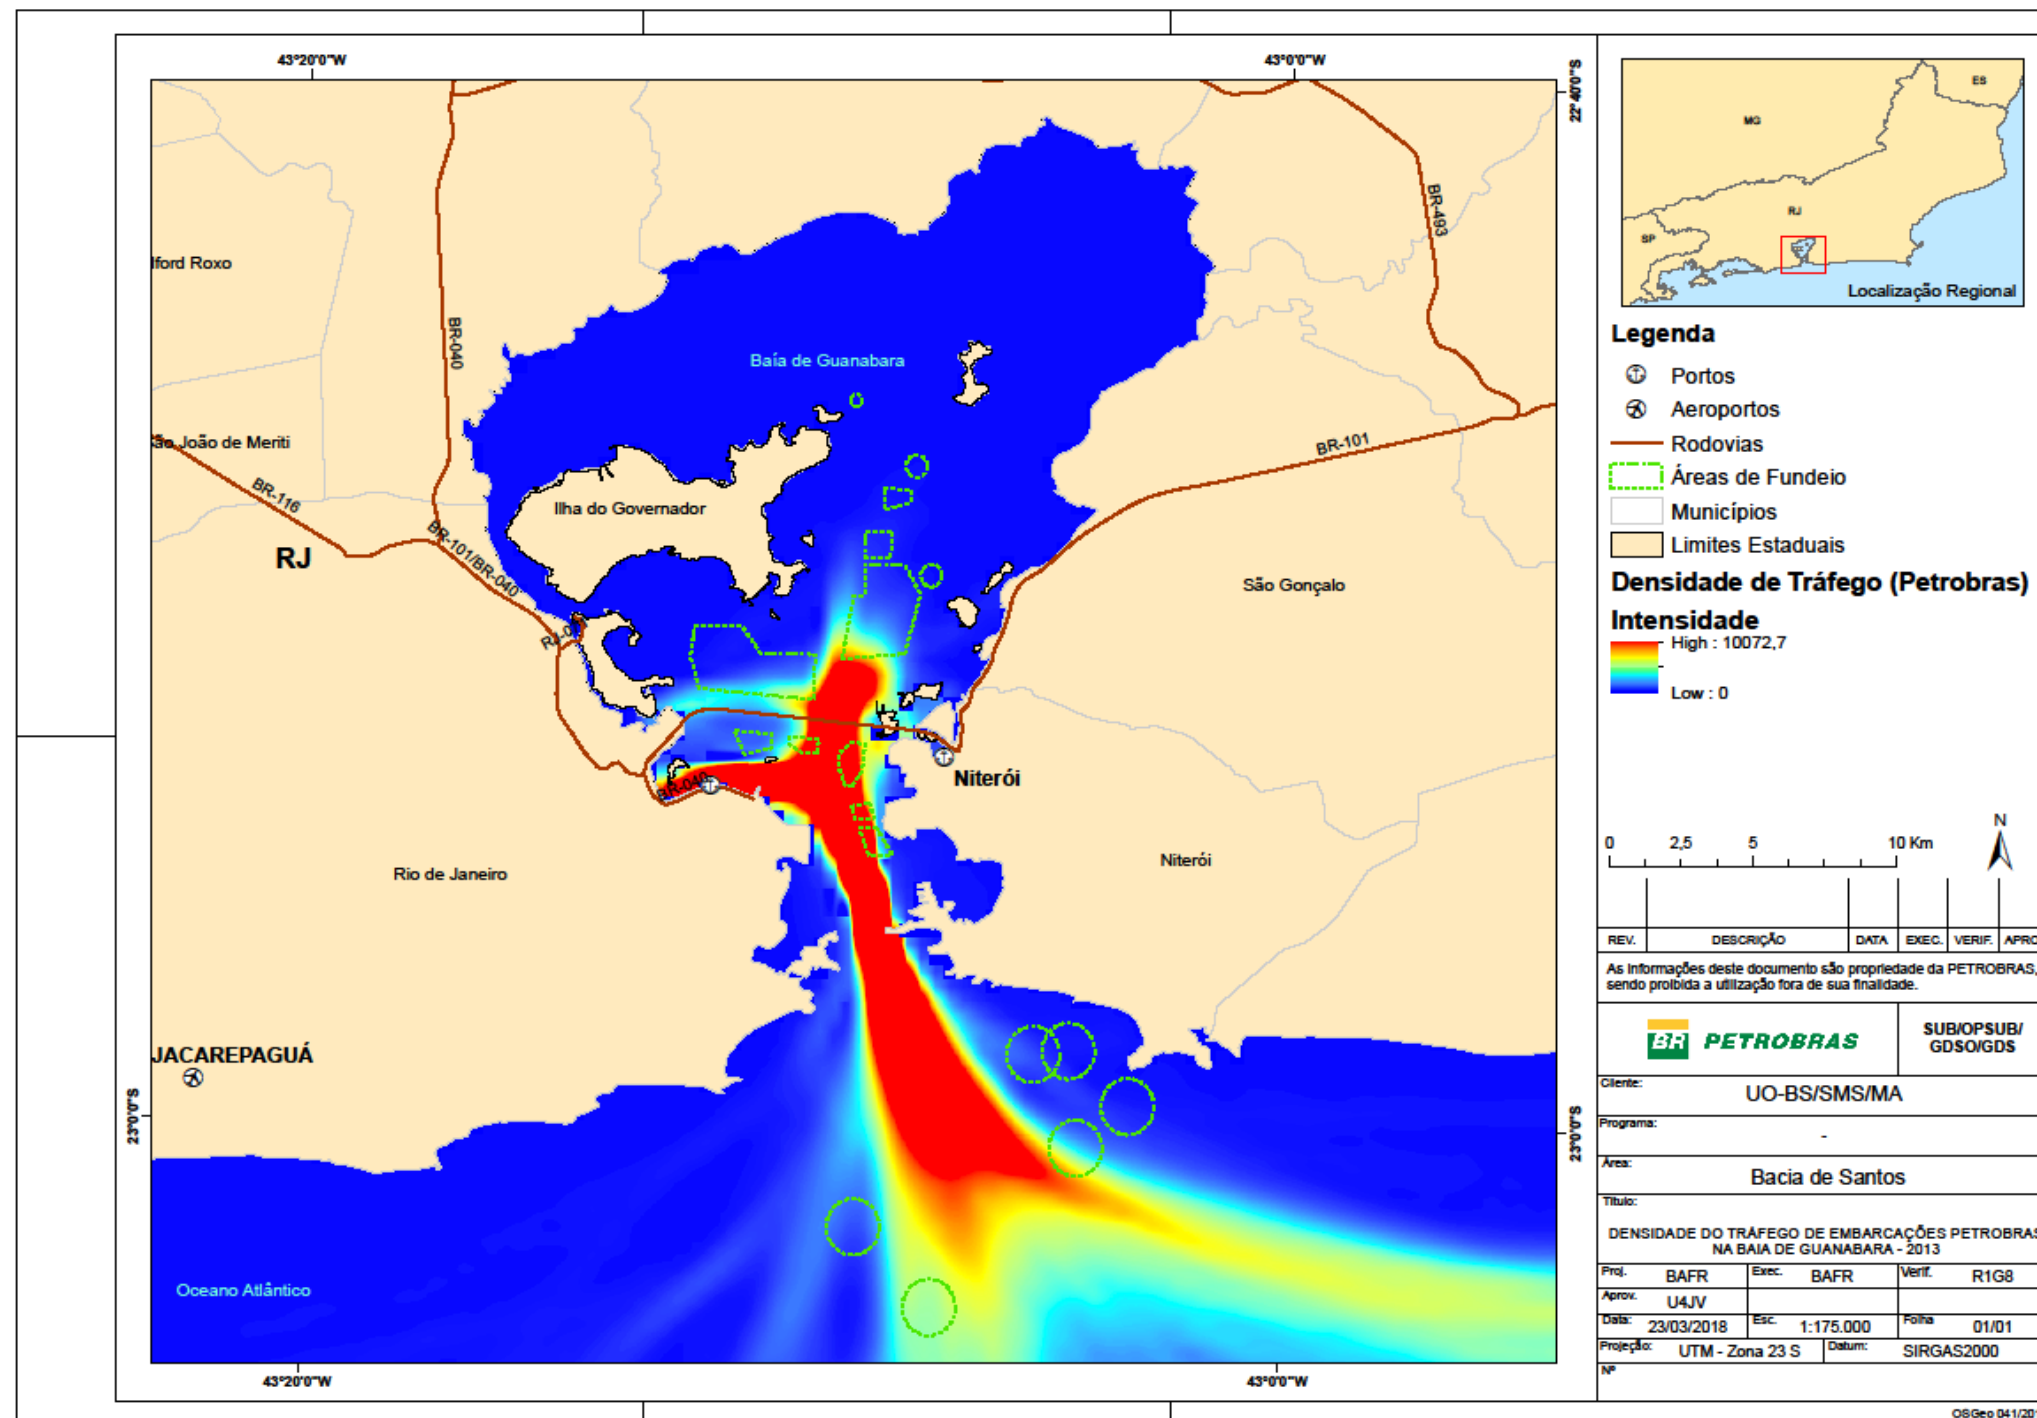 43°20'0"W
43°0'0"W
22°40'0"S
lford Roxo
BR-040
BR-493
Baía de Guanabara
ão João de Meriti
BR-101
BR-116
Ilha do Governador
BR-101/BR-040
RJ
São Gonçalo
BR-040
Niterói
Rio de Janeiro
Niterói
JACAREPAGUÁ
23°0'0"S
23°0'0"S
Oceano Atlântico
43°20'0"W
43°0'0"W
ES
MG
RJ
SP
Localização Regional
Legenda
Portos
Aeroportos
Rodovias
Áreas de Fundeio
Municípios
Limites Estaduais
Densidade de Tráfego (Petrobras)
Intensidade
High : 10072,7
Low : 0
N
0 2,5 5 10 Km
REV. DESCRIÇÃO DATA EXEC. VERIF. APRO
As informações deste documento são propriedade da PETROBRAS,
sendo proibida a utilização fora de sua finalidade.
BR PETROBRAS
SUB/OPSUB/
GDSO/GDS
Cliente:
UO-BS/SMS/MA
Programa:
-
Área:
Bacia de Santos
Título:
DENSIDADE DO TRÁFEGO DE EMBARCAÇÕES PETROBRAS
NA BAIA DE GUANABARA - 2013
Proj. BAFR Exec. BAFR Verif. R1G8
Aprov. U4JV
Data: 23/03/2018 Esc. 1:175.000 Folha 01/01
Projeção: UTM - Zona 23 S Datum: SIRGAS2000
Nº
OSGeo 041/20